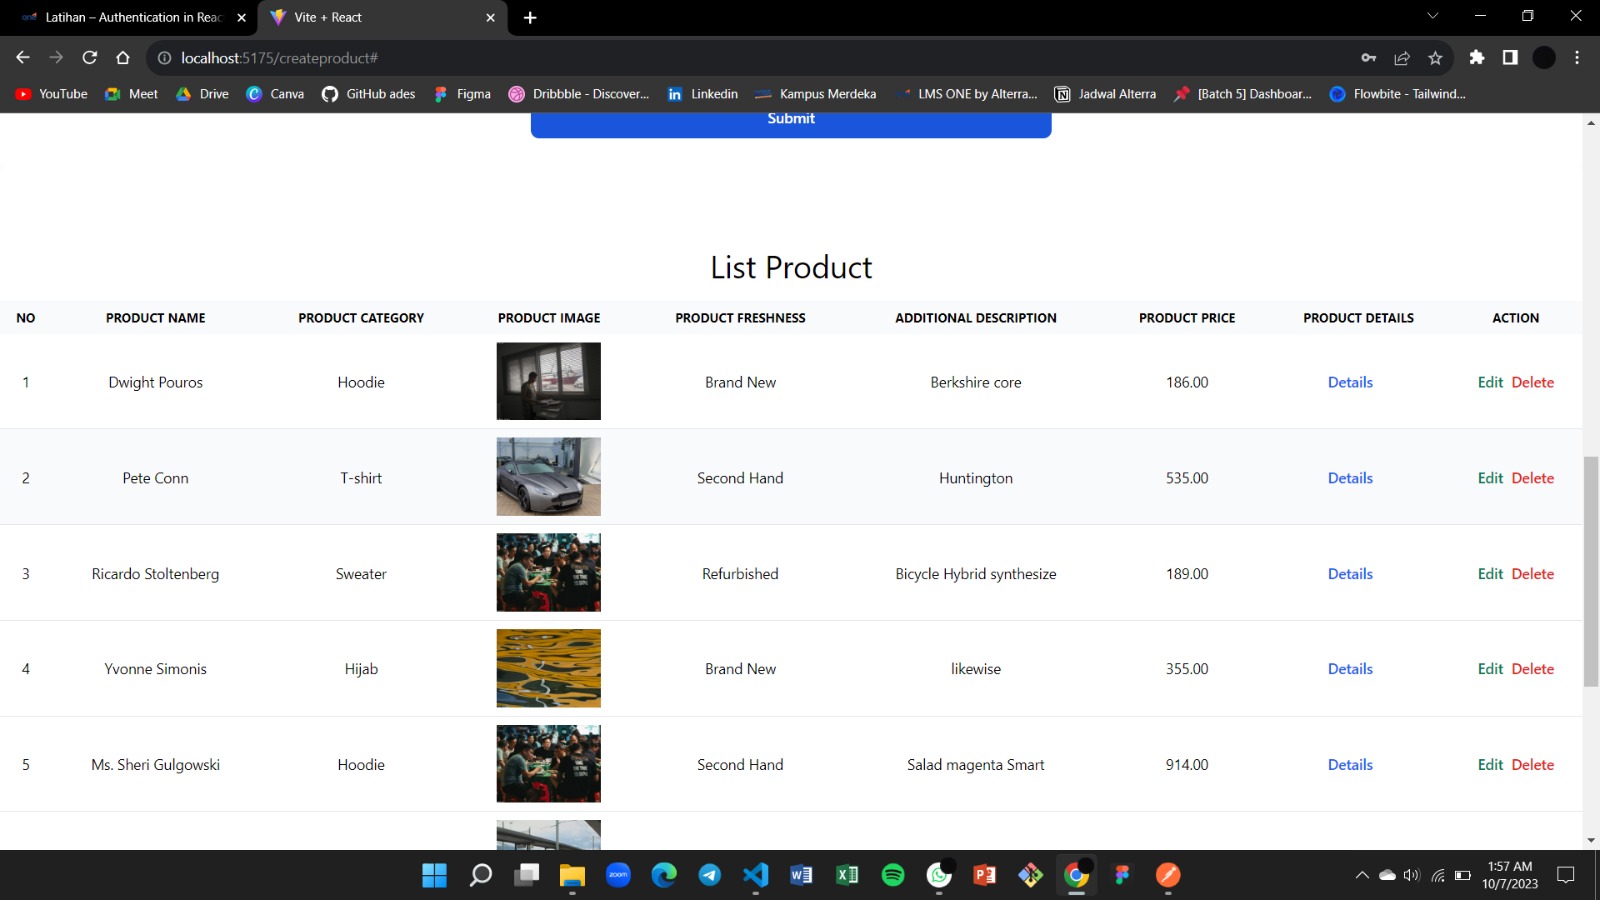 Latihan – Authentication in Reac
Vite + React
localhost:5175/createproduct#
YouTube Meet Drive Canva GitHub ades Figma Dribbble - Discover... Linkedin Kampus Merdeka LMS ONE by Alterra... Jadwal Alterra [Batch 5] Dashboar... Flowbite - Tailwind...
Submit
List Product
NO PRODUCT NAME PRODUCT CATEGORY PRODUCT IMAGE PRODUCT FRESHNESS ADDITIONAL DESCRIPTION PRODUCT PRICE PRODUCT DETAILS ACTION
1 Dwight Pouros Hoodie Brand New Berkshire core 186.00 Details Edit Delete
2 Pete Conn T-shirt Second Hand Huntington 535.00 Details Edit Delete
3 Ricardo Stoltenberg Sweater Refurbished Bicycle Hybrid synthesize 189.00 Details Edit Delete
4 Yvonne Simonis Hijab Brand New likewise 355.00 Details Edit Delete
5 Ms. Sheri Gulgowski Hoodie Second Hand Salad magenta Smart 914.00 Details Edit Delete
zoom
1:57 AM
10/7/2023